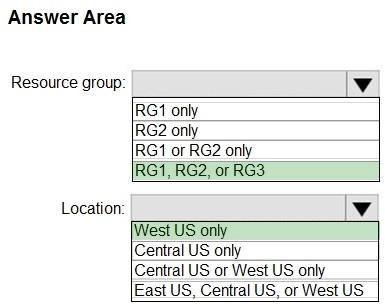 Answer Area
Resource group:
RG1 only
RG2 only
RG1 or RG2 only
RG1, RG2, or RG3
Location:
West US only
Central US only
Central US or West US only
East US, Central US, or West US